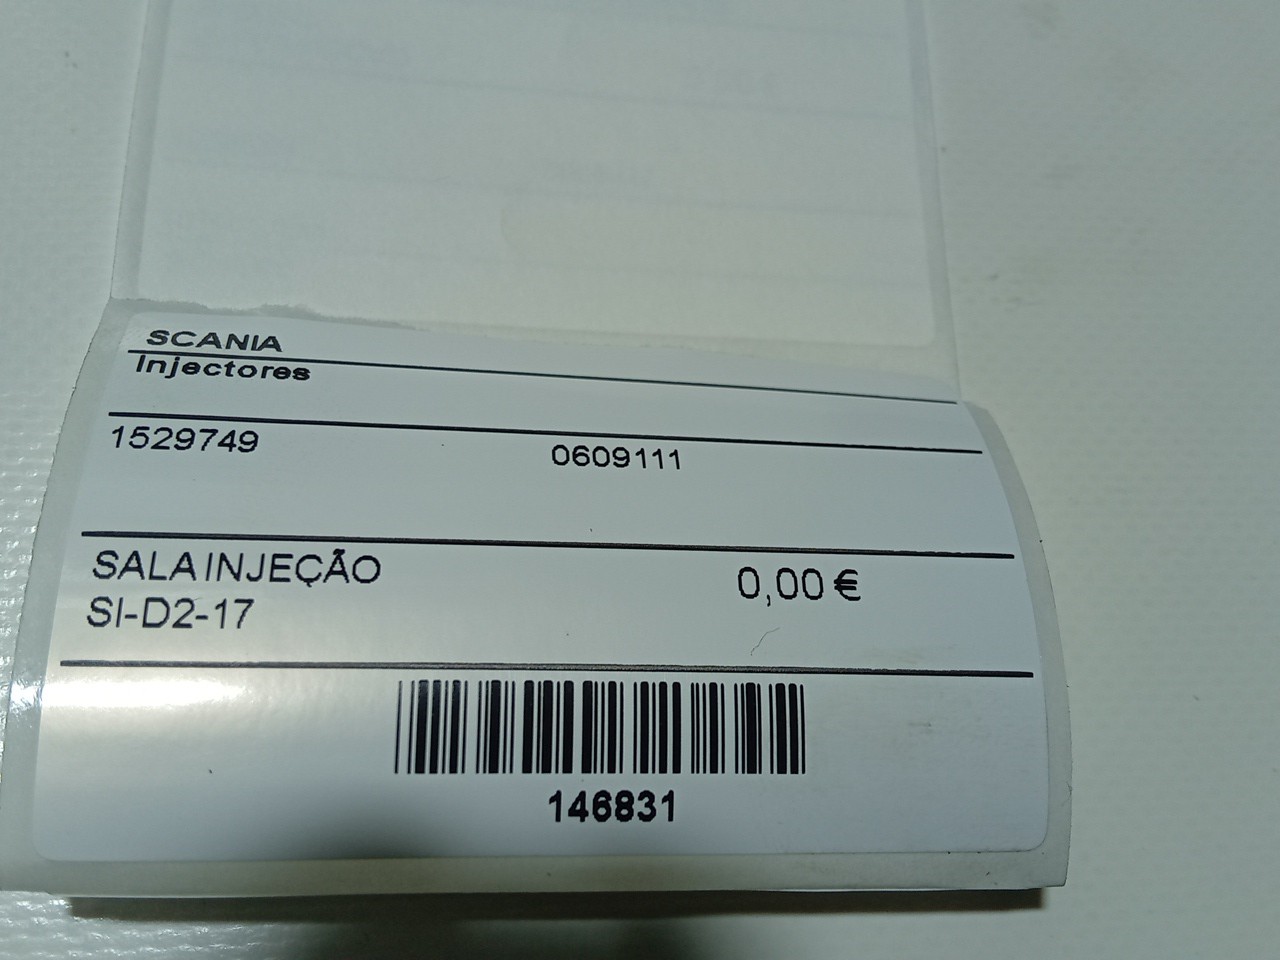 SCANIA
Injectores
1529749 0609111
SALA INJEÇÃO 0,00 €
SI-D2-17
146831